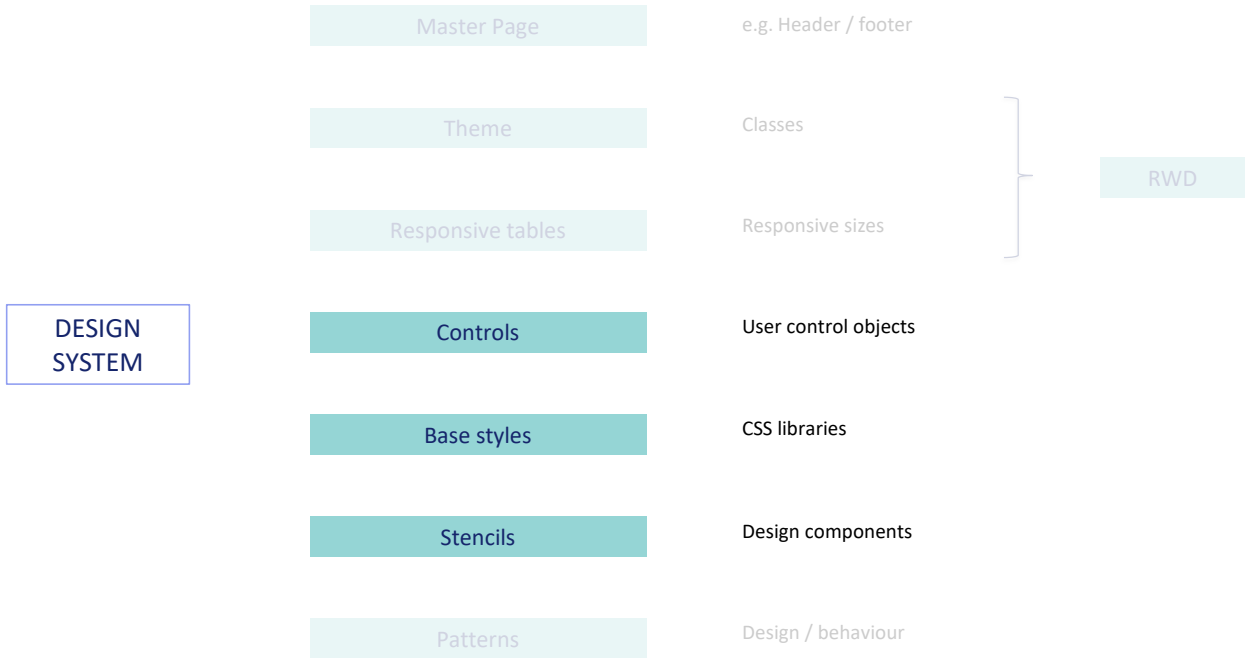 Master Page e.g. Header / footer
Theme Classes
RWD
Responsive tables Responsive sizes
DESIGN
SYSTEM
Controls User control objects
Base styles CSS libraries
Stencils Design components
Patterns Design / behaviour